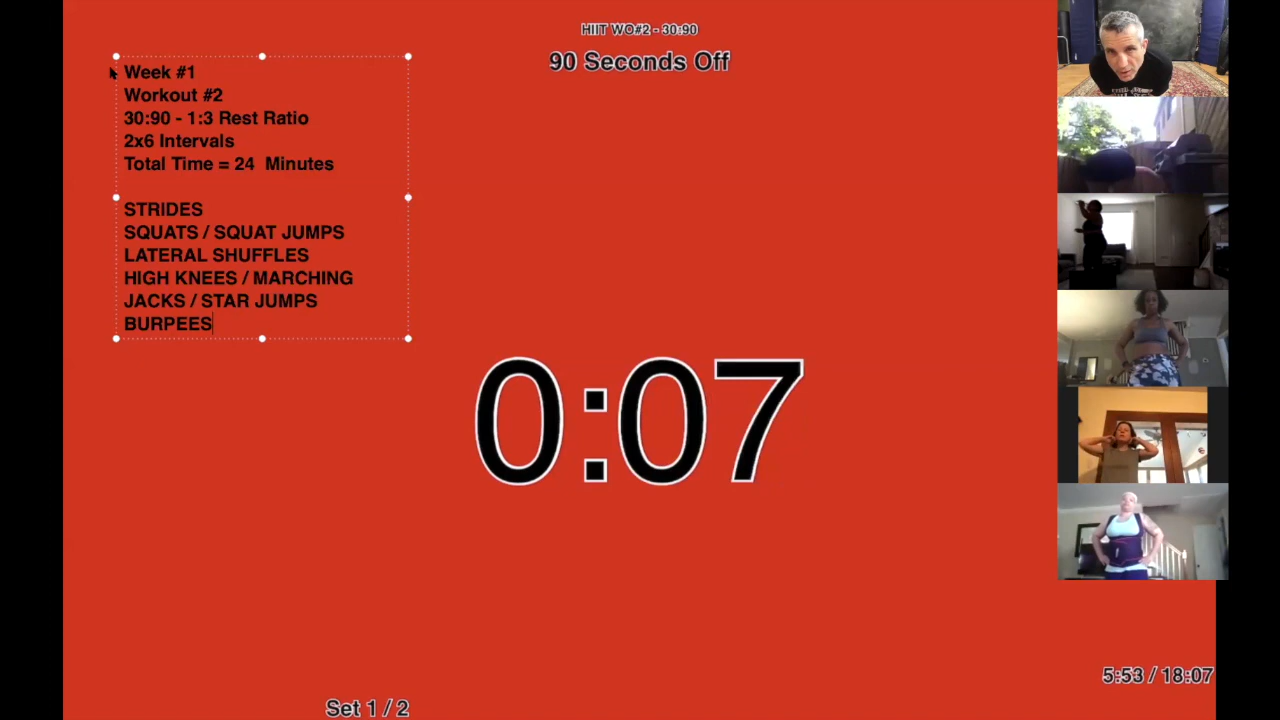 HIIT WO#2 - 30:90
90 Seconds Off
Week #1
Workout #2
30:90 - 1:3 Rest Ratio
2x6 Intervals
Total Time = 24  Minutes
STRIDES
SQUATS / SQUAT JUMPS
LATERAL SHUFFLES
HIGH KNEES / MARCHING
JACKS / STAR JUMPS
BURPEES
0:07
5:53 / 18:07
Set 1 / 2